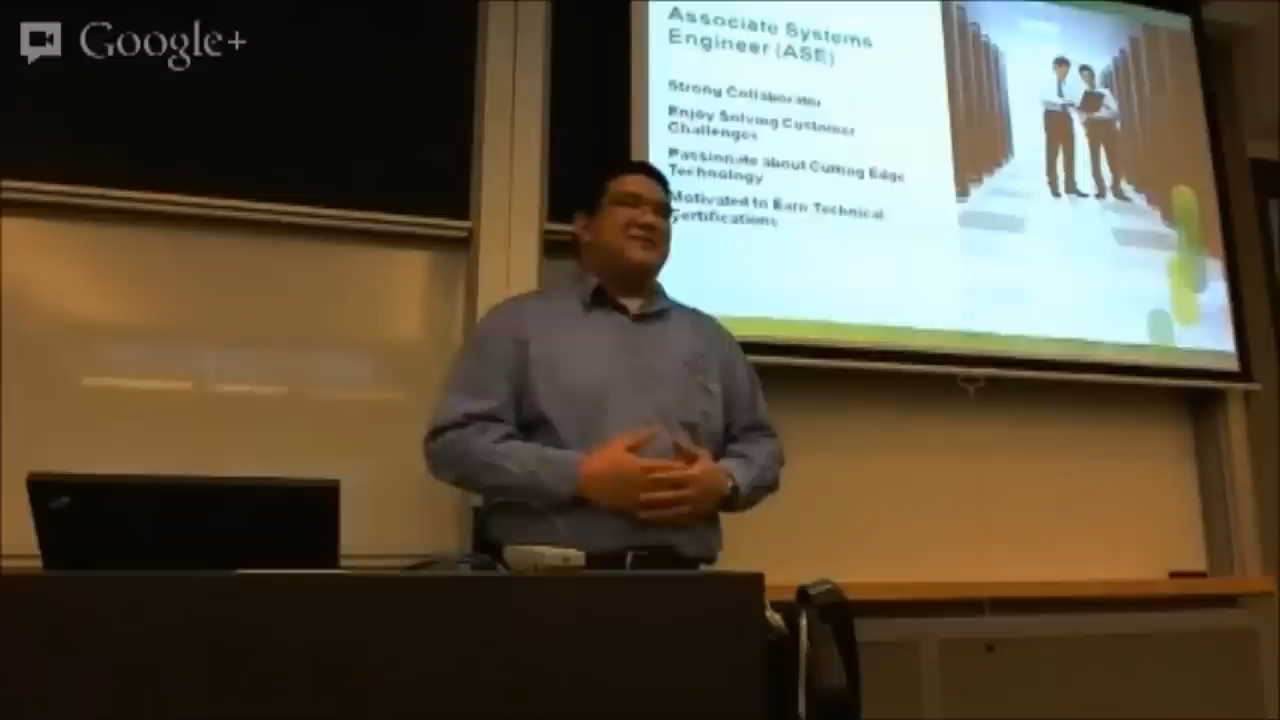 Google+
Associate Systems
Engineer (ASE)
Strong Collaborator
Enjoy Solving Customer
Challenges
Passionate about Cutting Edge
Technology
Motivated to Earn Technical
Certifications